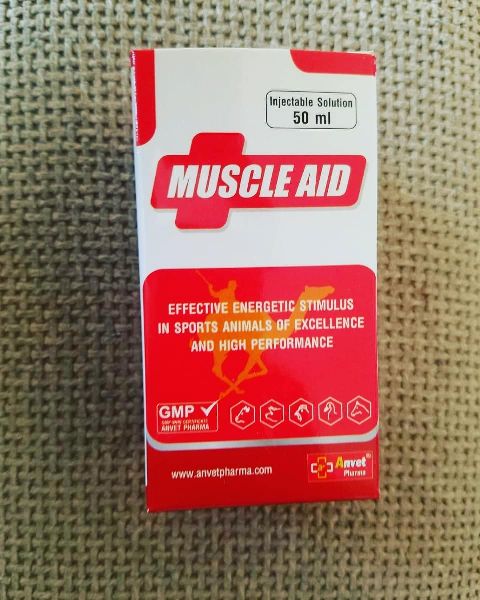 Injectable Solution
50 ml
MUSCLE AID
EFFECTIVE ENERGETIC STIMULUS
IN SPORTS ANIMALS OF EXCELLENCE
AND HIGH PERFORMANCE
GMP
ANVET PHARMA
www.anvetpharma.com
Anvet®
Pharma